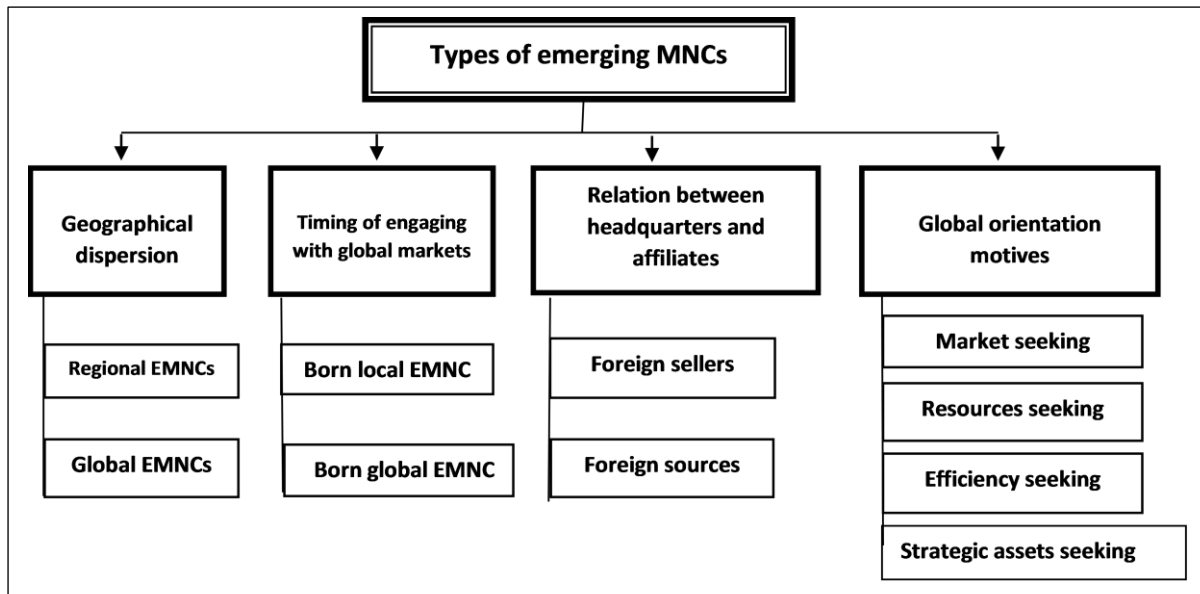 Types of emerging MNCs
Geographical
dispersion
Timing of engaging
with global markets
Relation between
headquarters and
affiliates
Global orientation
motives
Regional EMNCs
Global EMNCs
Born local EMNC
Born global EMNC
Foreign sellers
Foreign sources
Market seeking
Resources seeking
Efficiency seeking
Strategic assets seeking